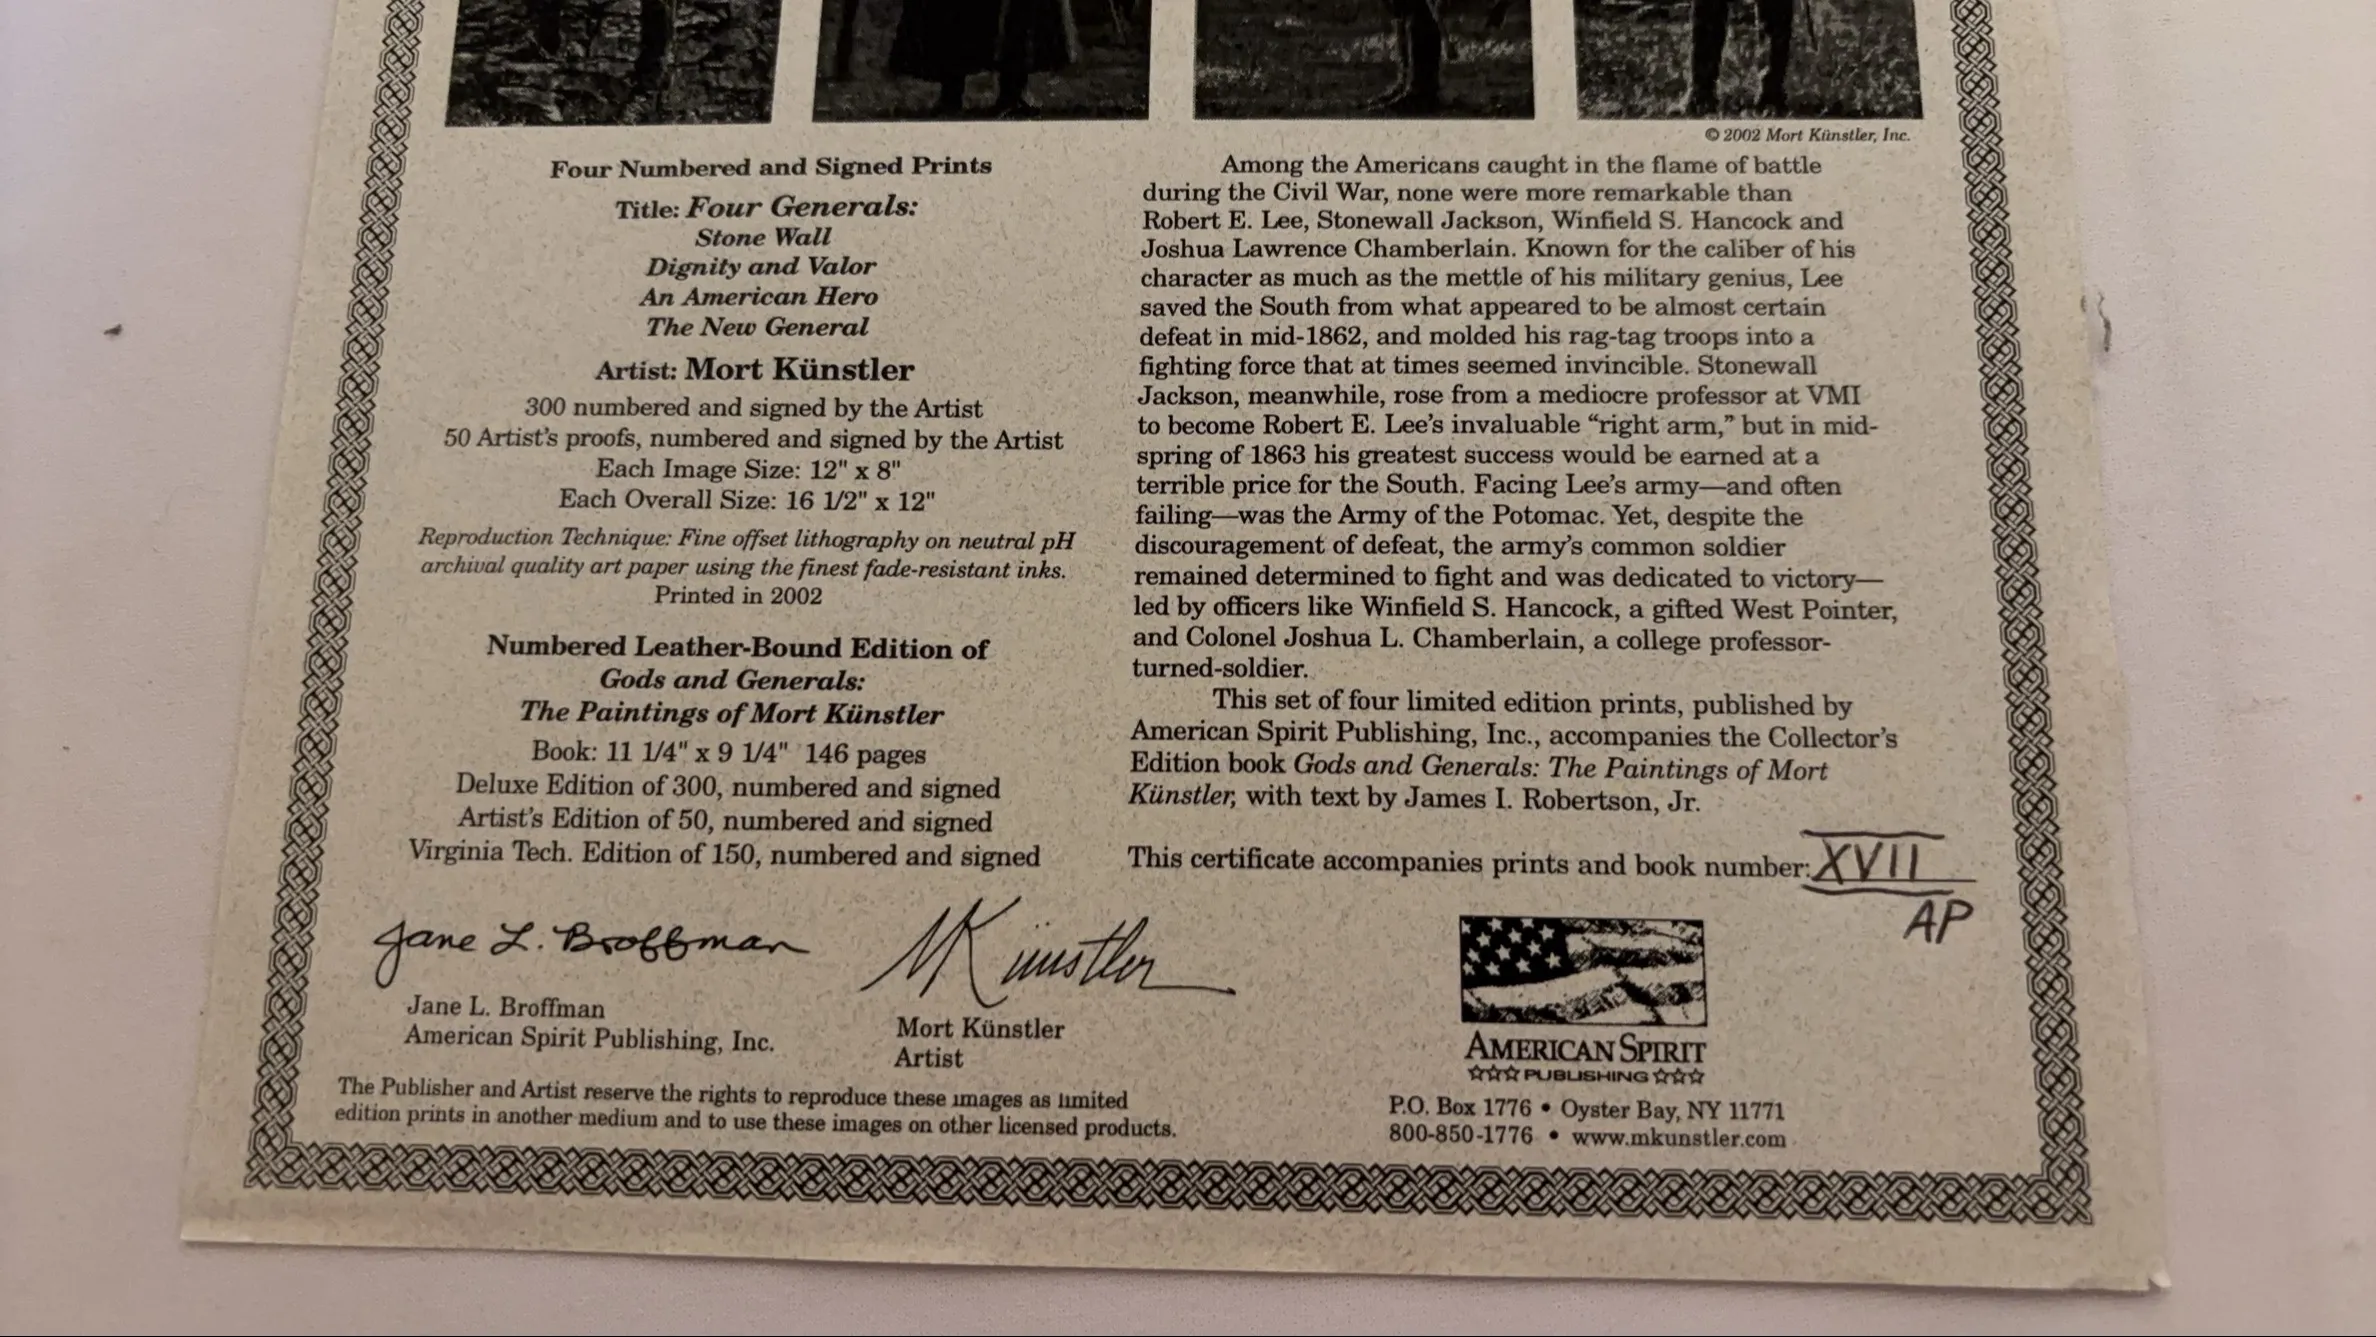 © 2002 Mort Künstler, Inc.
Four Numbered and Signed Prints
Title: Four Generals:
Stone Wall
Dignity and Valor
An American Hero
The New General
Artist: Mort Künstler
300 numbered and signed by the Artist
50 Artist's proofs, numbered and signed by the Artist
Each Image Size: 12" x 8"
Each Overall Size: 16 1/2" x 12"
Reproduction Technique: Fine offset lithography on neutral pH
archival quality art paper using the finest fade-resistant inks.
Printed in 2002
Numbered Leather-Bound Edition of
Gods and Generals:
The Paintings of Mort Künstler
Book: 11 1/4" x 9 1/4" 146 pages
Deluxe Edition of 300, numbered and signed
Artist's Edition of 50, numbered and signed
Virginia Tech. Edition of 150, numbered and signed
Among the Americans caught in the flame of battle
during the Civil War, none were more remarkable than
Robert E. Lee, Stonewall Jackson, Winfield S. Hancock and
Joshua Lawrence Chamberlain. Known for the caliber of his
character as much as the mettle of his military genius, Lee
saved the South from what appeared to be almost certain
defeat in mid-1862, and molded his rag-tag troops into a
fighting force that at times seemed invincible. Stonewall
Jackson, meanwhile, rose from a mediocre professor at VMI
to become Robert E. Lee's invaluable “right arm,” but in mid-
spring of 1863 his greatest success would be earned at a
terrible price for the South. Facing Lee's army—and often
failing—was the Army of the Potomac. Yet, despite the
discouragement of defeat, the army's common soldier
remained determined to fight and was dedicated to victory—
led by officers like Winfield S. Hancock, a gifted West Pointer,
and Colonel Joshua L. Chamberlain, a college professor-
turned-soldier.
This set of four limited edition prints, published by
American Spirit Publishing, Inc., accompanies the Collector's
Edition book Gods and Generals: The Paintings of Mort
Künstler, with text by James I. Robertson, Jr.
This certificate accompanies prints and book number: XVII
AP
Jane L. Broffman
Jane L. Broffman
American Spirit Publishing, Inc.
MKünstler
Mort Künstler
Artist
The Publisher and Artist reserve the rights to reproduce these images as limited
edition prints in another medium and to use these images on other licensed products.
AMERICAN SPIRIT
☆☆☆ PUBLISHING ☆☆☆
P.O. Box 1776 • Oyster Bay, NY 11771
800-850-1776 • www.mkunstler.com